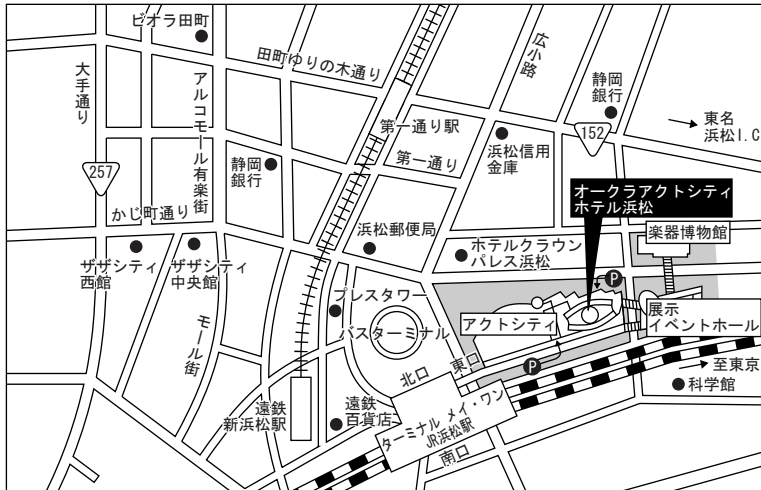 ビオラ田町
大手通り
アルコモール有楽街
田町ゆりの木通り
広小路
静岡
銀行
東名
浜松I.C
152
第一通り駅
第一通り
浜松信用
金庫
257
静岡
銀行
オークラアクトシティ
ホテル浜松
楽器博物館
かじ町通り
浜松郵便局
ホテルクラウン
パレス浜松
ザザシティ
西館
ザザシティ
中央館
モール街
プレスタワー
バスターミナル
P
アクトシティ
展示
イベントホール
P
北口
東口
至東京
科学館
遠鉄
新浜松駅
遠鉄
百貨店
ターミナル メイ・ワン
JR浜松駅
南口